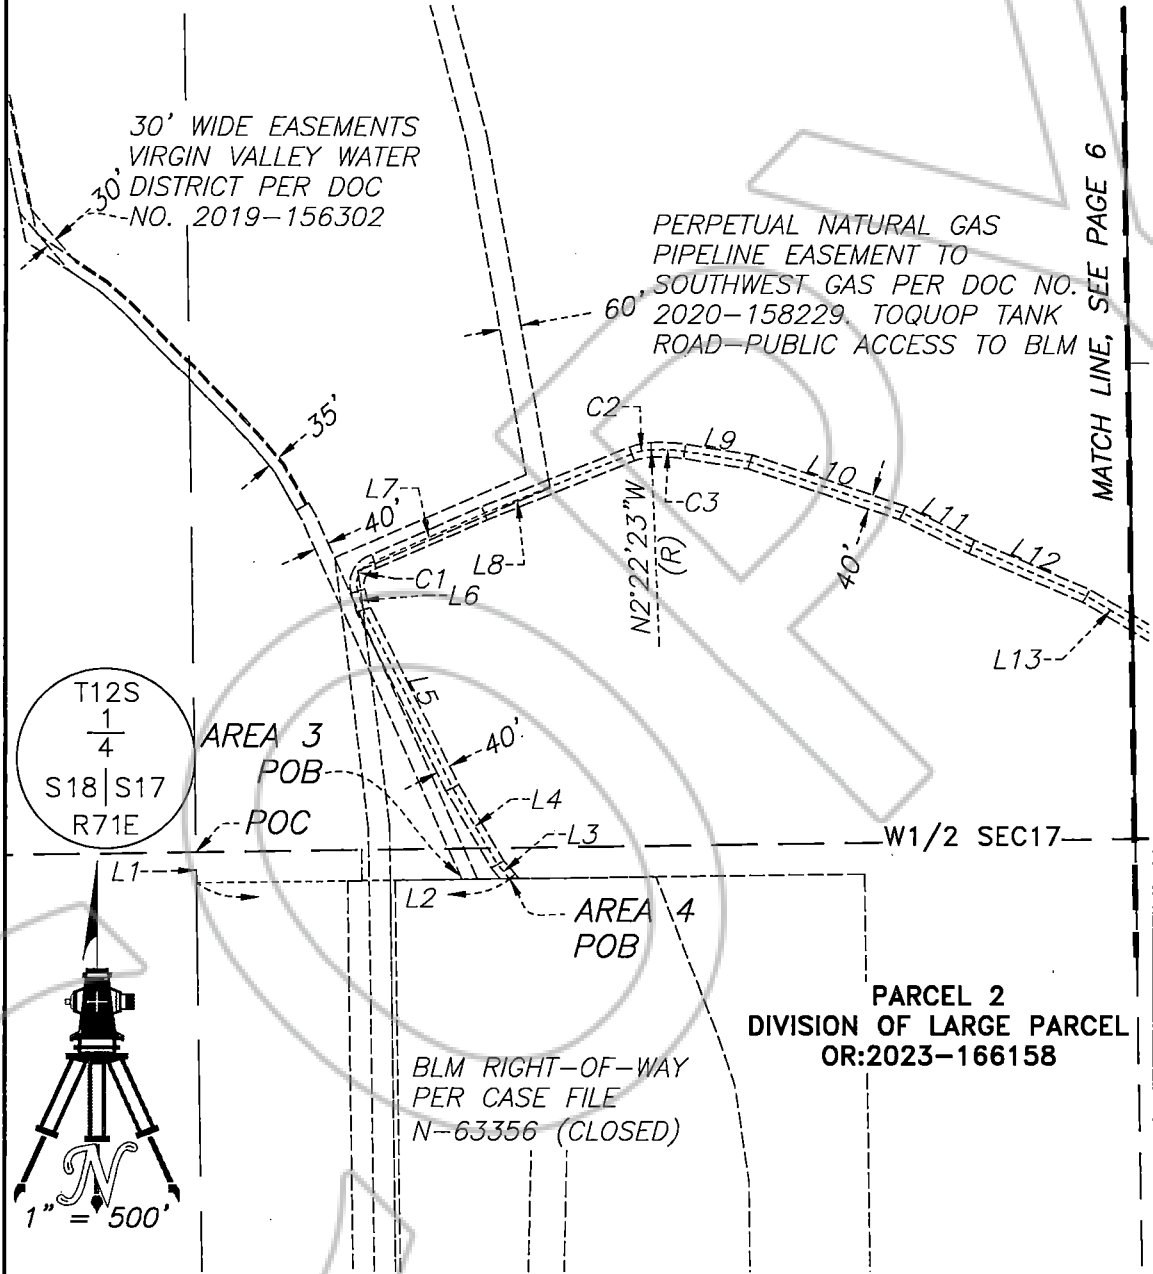 30' WIDE EASEMENTS
VIRGIN VALLEY WATER
DISTRICT PER DOC
NO. 2019-156302
30'
PERPETUAL NATURAL GAS
PIPELINE EASEMENT TO
SOUTHWEST GAS PER DOC NO.
2020-158229. TOQUOP TANK
ROAD-PUBLIC ACCESS TO BLM
60'
MATCH LINE, SEE PAGE 6
35'
C2
L9
L10
L7
40'
C3
L11
L8
C1
L6
N2°22'23"W
(R)
40'
L12
L13
L5
T12S
1
4
S18|S17
R71E
AREA 3
POB
40'
L4
POC
L3
W1/2 SEC17
L1
L2
AREA 4
POB
PARCEL 2
DIVISION OF LARGE PARCEL
OR:2023-166158
BLM RIGHT-OF-WAY
PER CASE FILE
N-63356 (CLOSED)
N
1" = 500'